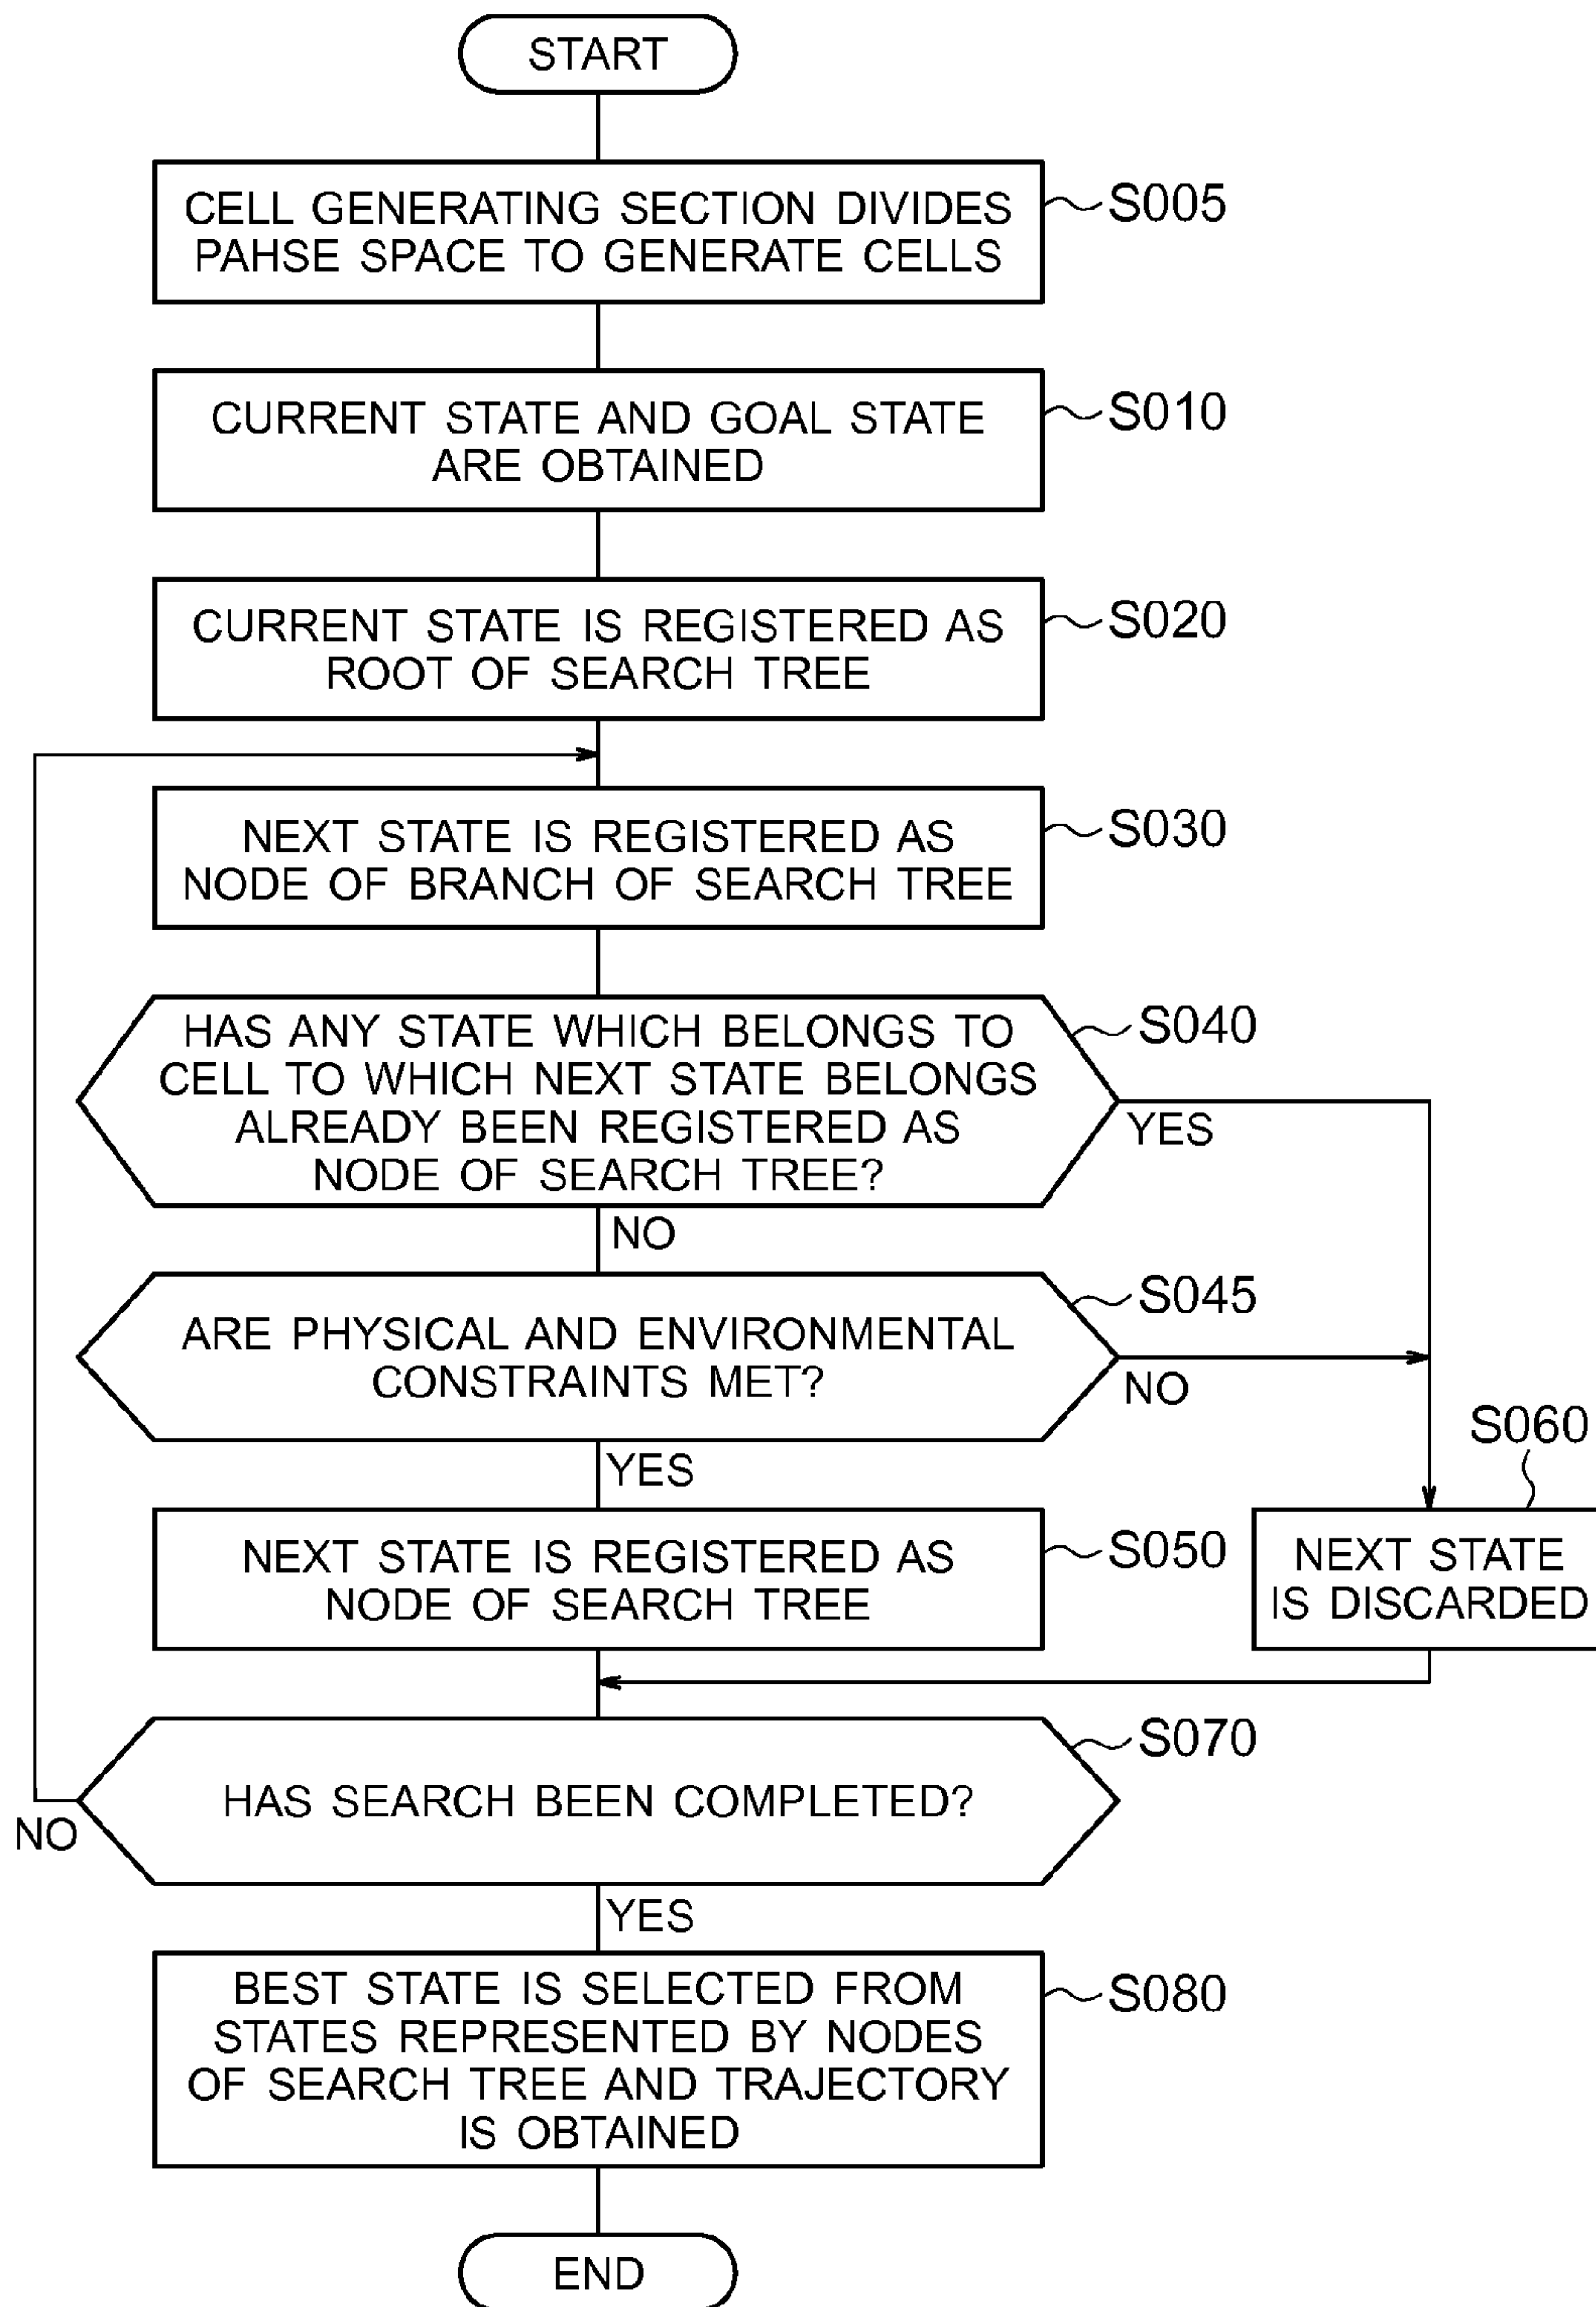 START
CELL GENERATING SECTION DIVIDES
PAHSE SPACE TO GENERATE CELLS
S005
CURRENT STATE AND GOAL STATE
ARE OBTAINED
S010
CURRENT STATE IS REGISTERED AS
ROOT OF SEARCH TREE
S020
NEXT STATE IS REGISTERED AS
NODE OF BRANCH OF SEARCH TREE
S030
HAS ANY STATE WHICH BELONGS TO
CELL TO WHICH NEXT STATE BELONGS
ALREADY BEEN REGISTERED AS
NODE OF SEARCH TREE?
S040
YES
NO
ARE PHYSICAL AND ENVIRONMENTAL
CONSTRAINTS MET?
S045
NO
YES
NEXT STATE IS REGISTERED AS
NODE OF SEARCH TREE
S050
S060
NEXT STATE
IS DISCARDED
HAS SEARCH BEEN COMPLETED?
S070
NO
YES
BEST STATE IS SELECTED FROM
STATES REPRESENTED BY NODES
OF SEARCH TREE AND TRAJECTORY
IS OBTAINED
S080
END